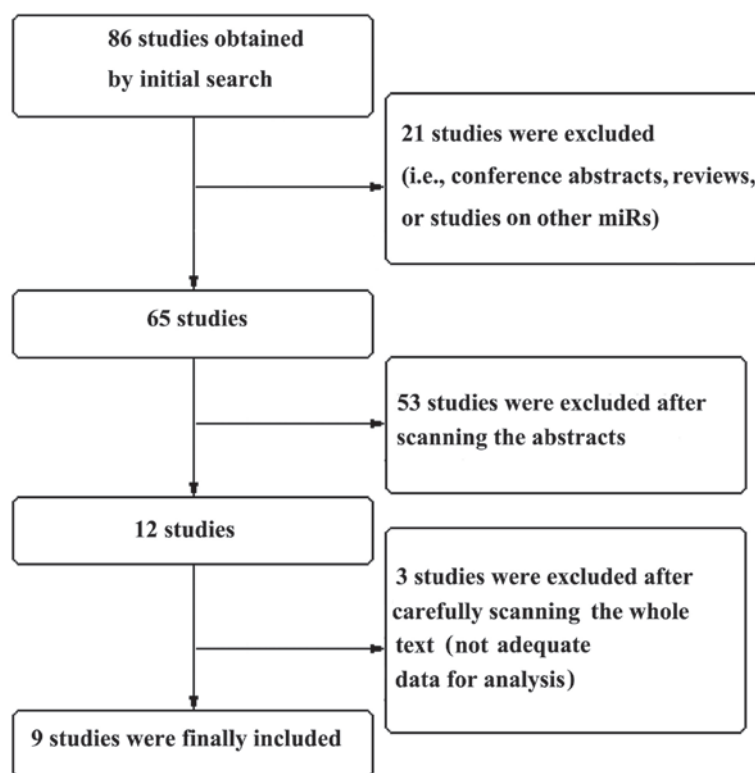 86 studies obtained
by initial search
21 studies were excluded
(i.e., conference abstracts, reviews,
or studies on other miRs)
65 studies
53 studies were excluded after
scanning the abstracts
12 studies
3 studies were excluded after
carefully scanning the whole
text (not adequate
data for analysis)
9 studies were finally included